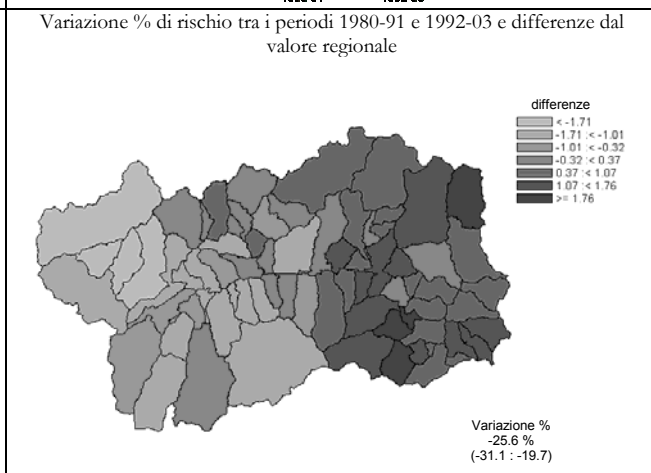 Variazione % di rischio tra i periodi 1980-91 e 1992-03 e differenze dal
valore regionale
differenze
< -1.71
-1.71 :< -1.01
-1.01 :< -0.32
-0.32 :< 0.37
0.37 :< 1.07
1.07 :< 1.76
>= 1.76
Variazione %
-25.6 %
(-31.1 : -19.7)